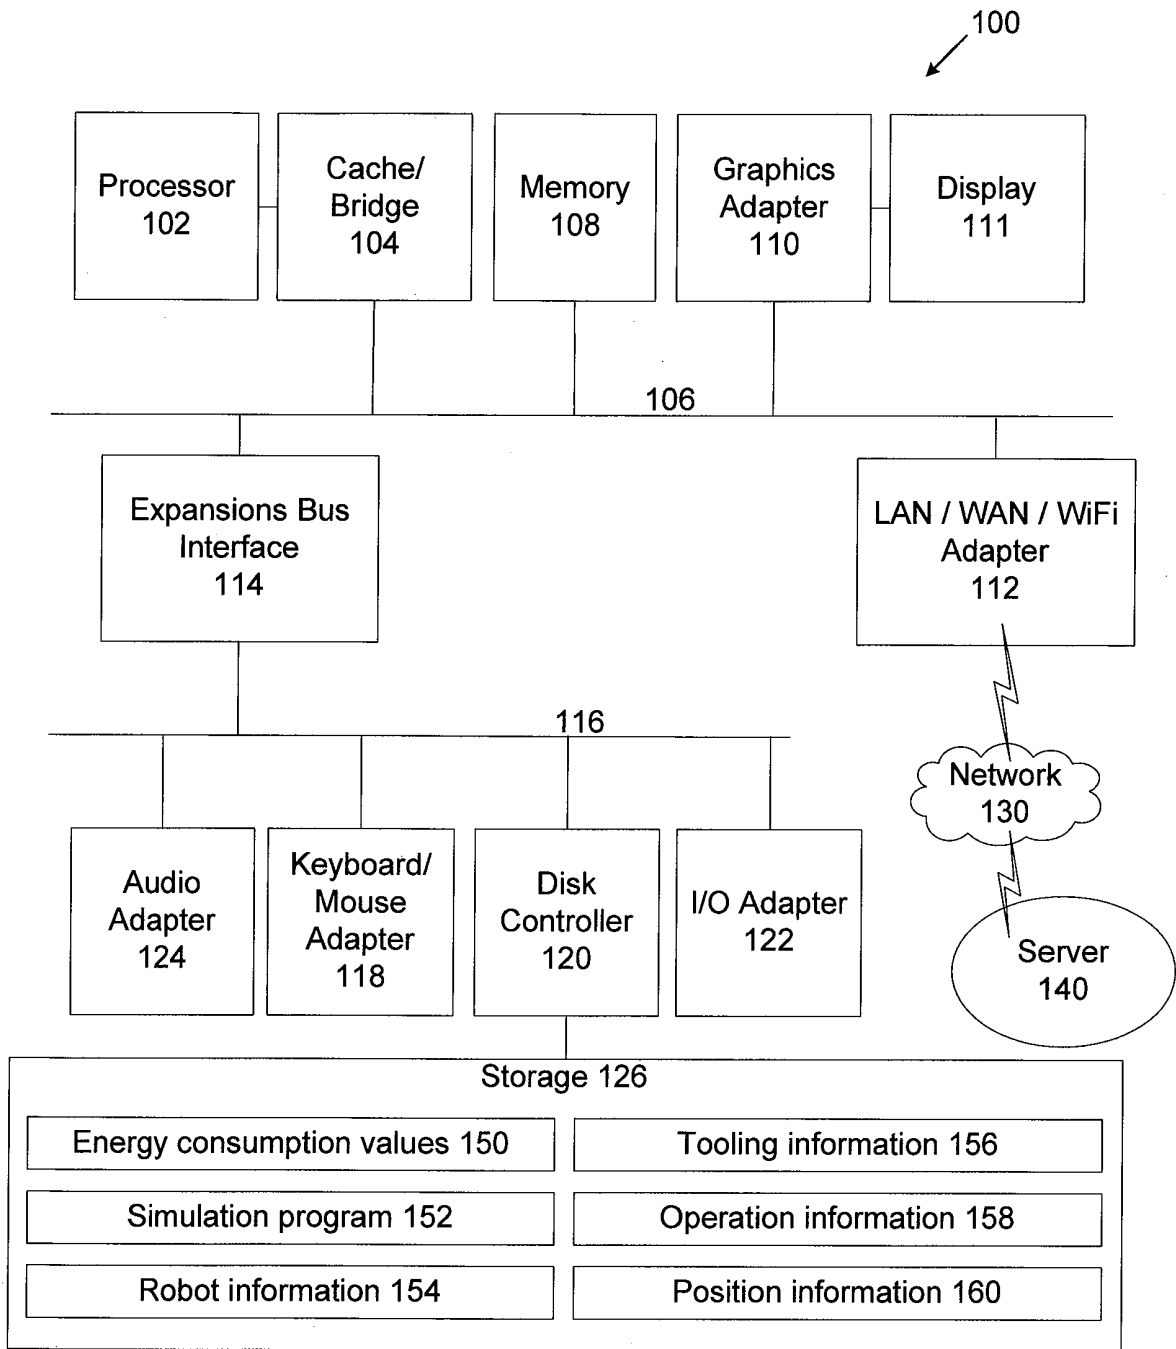 100
Processor
102
Cache/
Bridge
104
Memory
108
Graphics
Adapter
110
Display
111
106
Expansions Bus
Interface
114
LAN / WAN / WiFi
Adapter
112
116
Network
130
Audio
Adapter
124
Keyboard/
Mouse
Adapter
118
Disk
Controller
120
I/O Adapter
122
Server
140
Storage 126
Energy consumption values 150
Tooling information 156
Simulation program 152
Operation information 158
Robot information 154
Position information 160